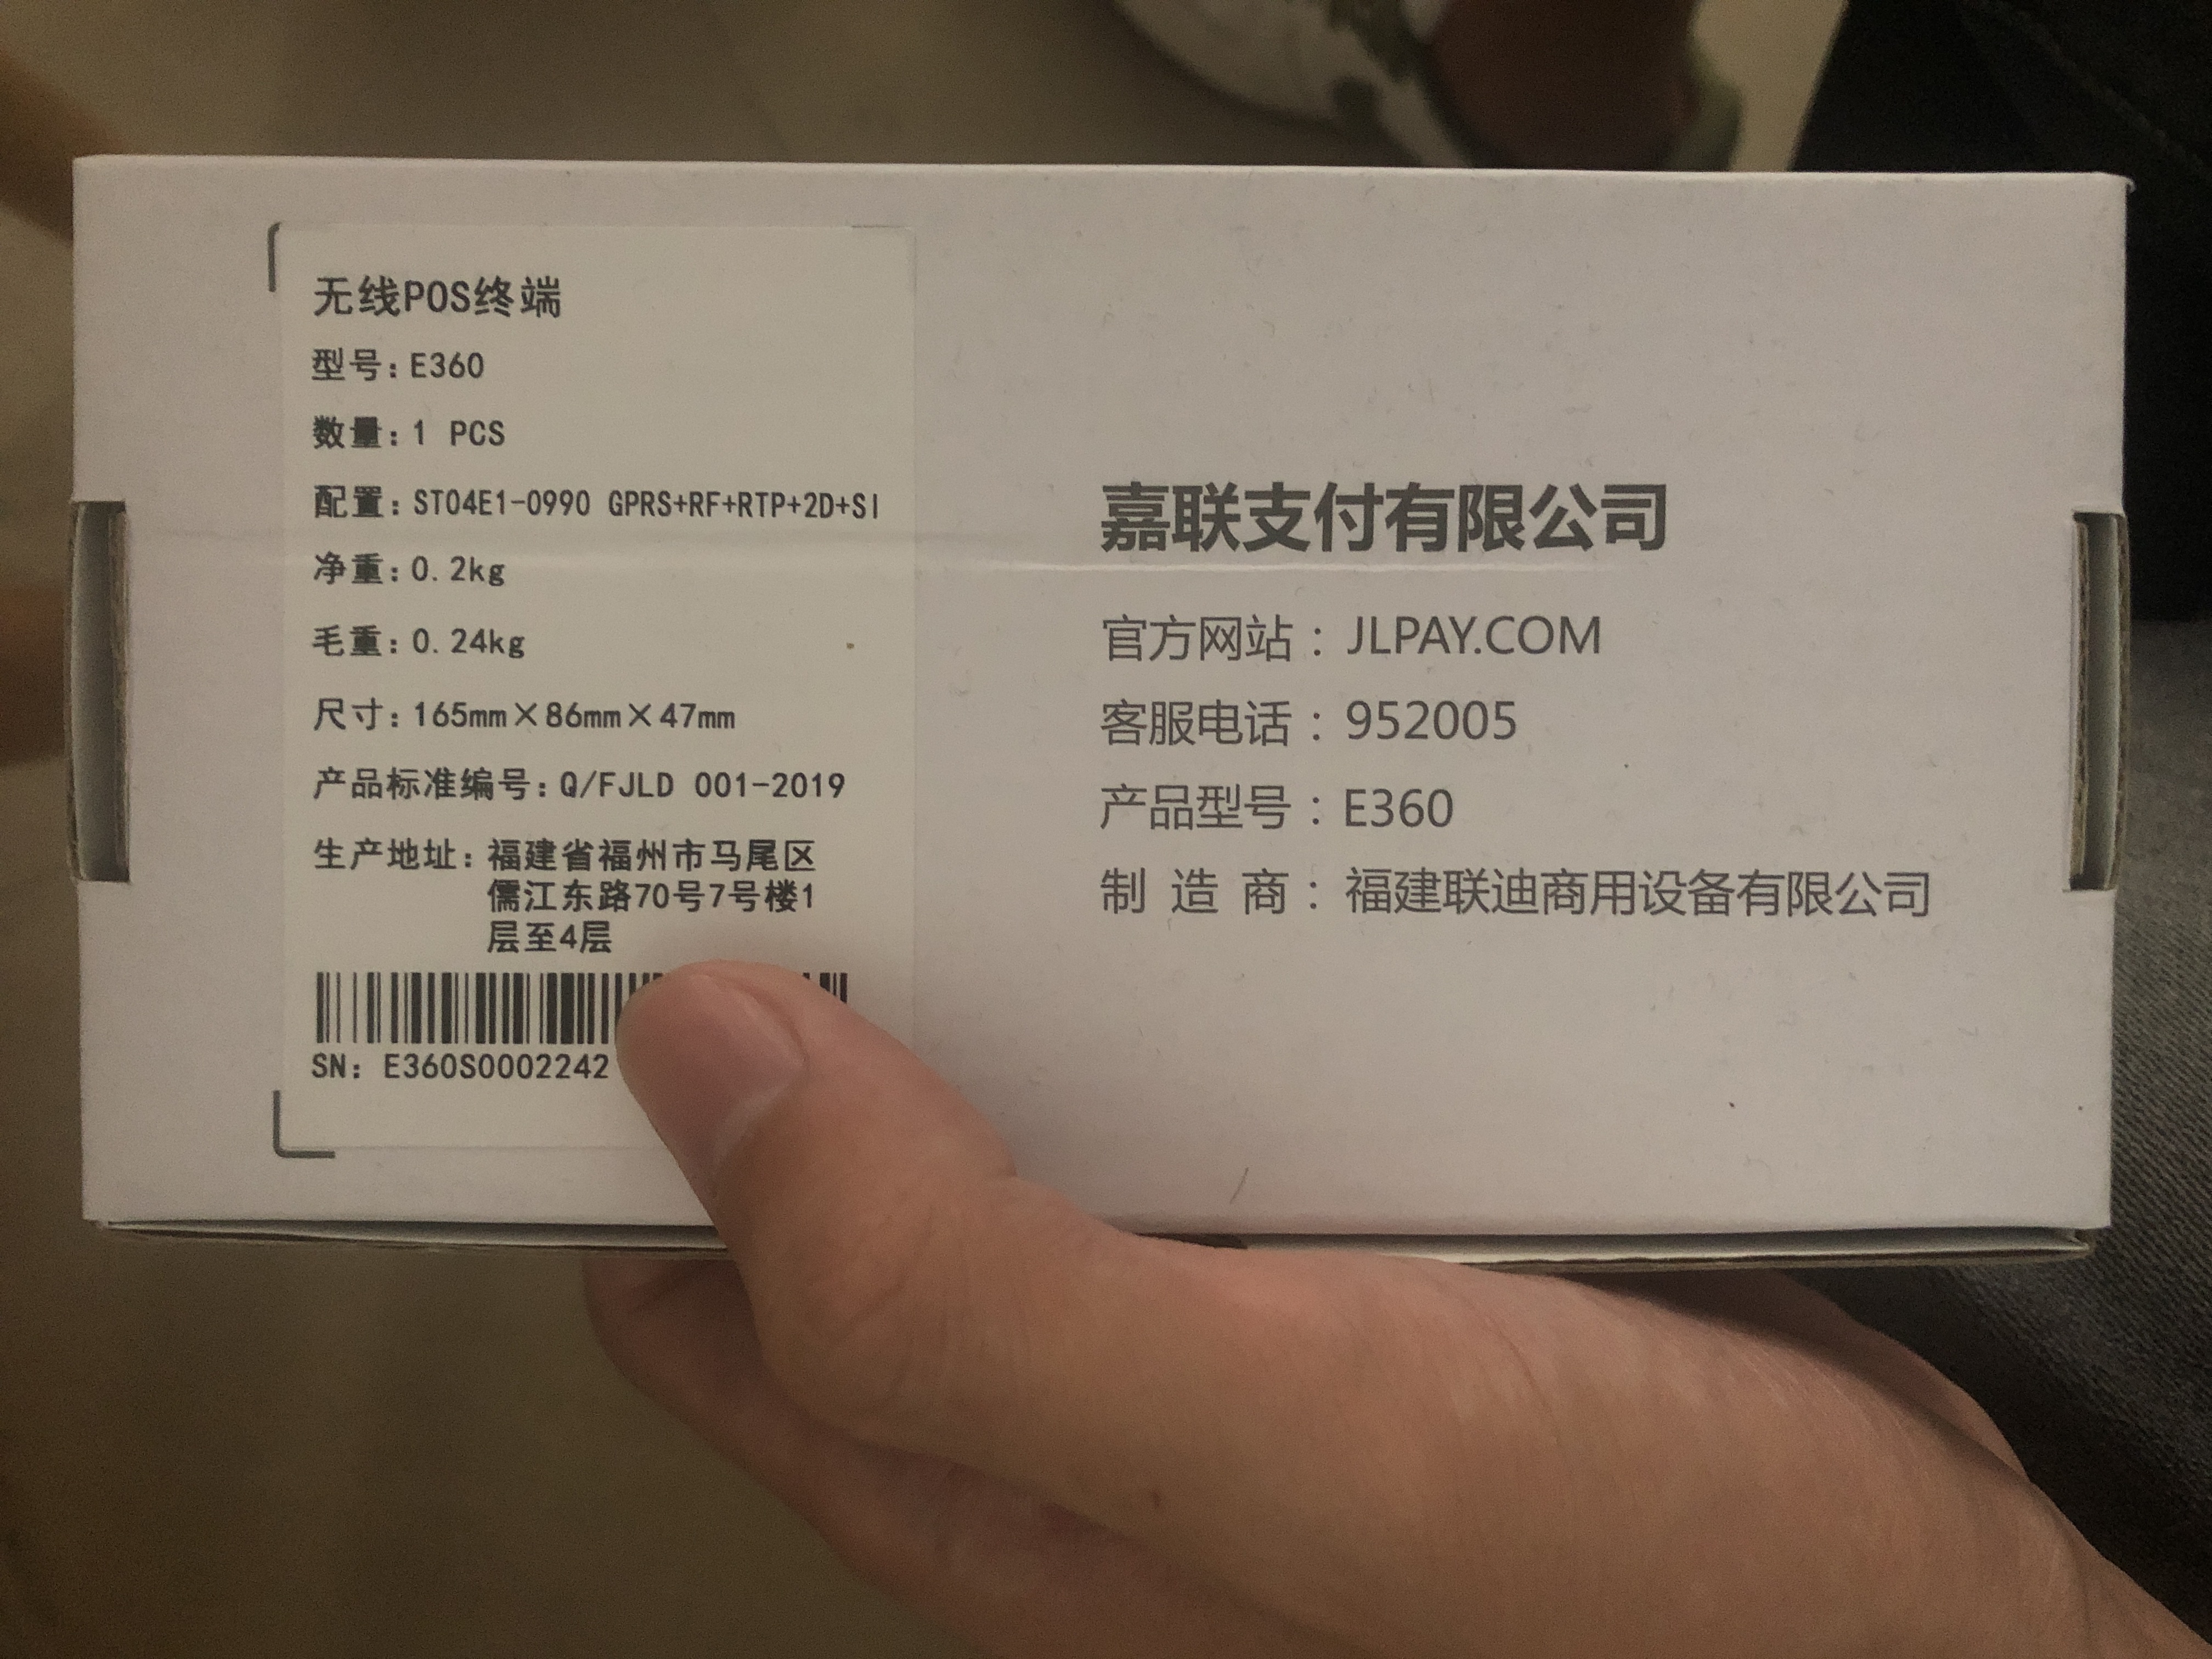 无线POS终端
型号：E360
数量：1 PCS
配置：ST04E1-0990 GPRS+RF+RTP+2D+SI
净重：0.2kg
毛重：0.24kg
尺寸：165mm×86mm×47mm
产品标准编号：Q/FJLD 001-2019
生产地址：福建省福州市马尾区
儒江东路70号7号楼1
层至4层
SN：E360S0002242
嘉联支付有限公司
官方网站：JLPAY.COM
客服电话：952005
产品型号：E360
制 造 商：福建联迪商用设备有限公司